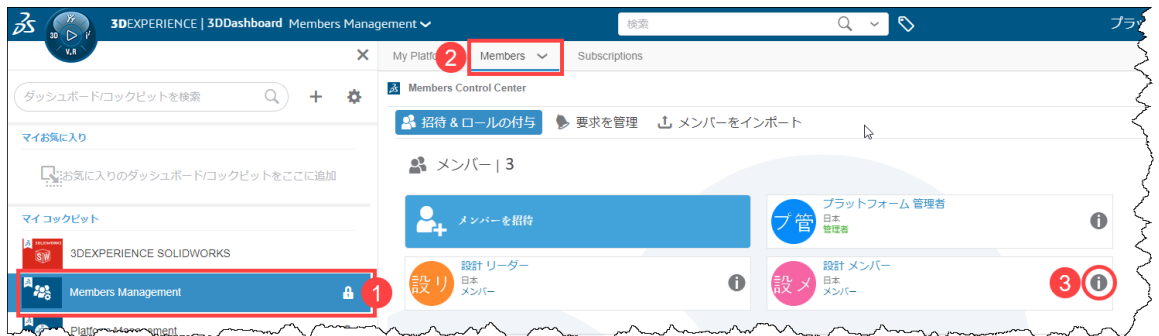 3DEXPERIENCE | 3DDashboard Members Management
検索
プラッ
3D
V,R
My Platfo
2
Members
Subscriptions
ダッシュボード/コックピットを検索
Members Control Center
招待 & ロールの付与
要求を管理
メンバーをインポート
マイお気に入り
お気に入りのダッシュボード/コックピットをここに追加
メンバー | 3
マイ コックピット
メンバーを招待
プ 管
プラットフォーム 管理者
日本
管理者
3DEXPERIENCE SOLIDWORKS
Members Management
1
設 リ
設計 リーダー
日本
メンバー
設 メ
設計 メンバー
日本
メンバー
3
Platform Management